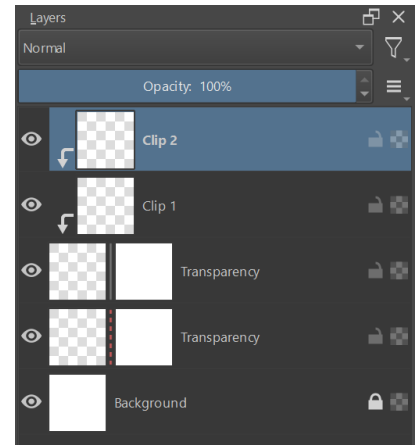 Layers
Normal
Opacity: 100%
Clip 2
Clip 1
Transparency
Transparency
Background